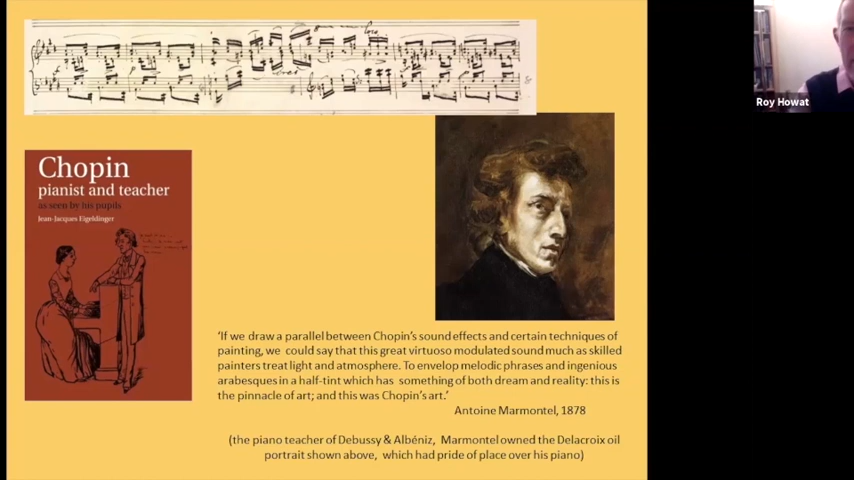 Roy Howat
Chopin
pianist and teacher
as seen by his pupils
Jean-Jacques Eigeldinger
‘If we draw a parallel between Chopin’s sound effects and certain techniques of
painting, we could say that this great virtuoso modulated sound much as skilled
painters treat light and atmosphere. To envelop melodic phrases and ingenious
arabesques in a half-tint which has something of both dream and reality: this is
the pinnacle of art; and this was Chopin’s art.’
Antoine Marmontel, 1878
(the piano teacher of Debussy & Albéniz, Marmontel owned the Delacroix oil
portrait shown above, which had pride of place over his piano)